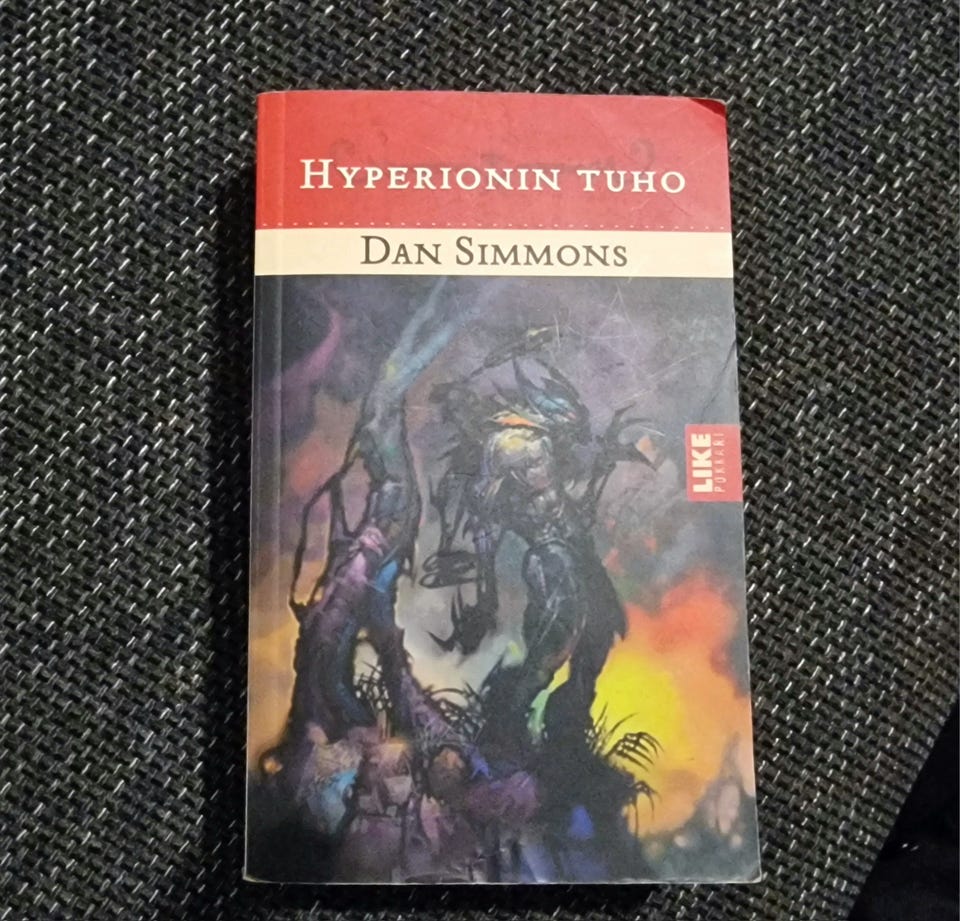 HYPERIONIN TUHO
DAN SIMMONS
LIKE
POKKARI